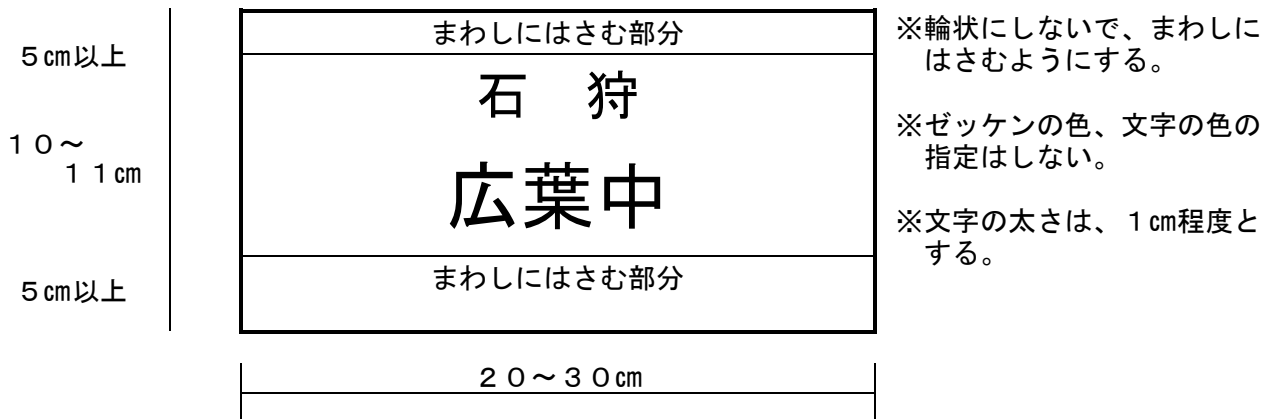 ５㎝以上
１０～
１１㎝
５㎝以上
まわしにはさむ部分
石　狩
広葉中
まわしにはさむ部分
２０～３０㎝
※輪状にしないで、まわしに
はさむようにする。
※ゼッケンの色、文字の色の
指定はしない。
※文字の太さは、１㎝程度と
する。